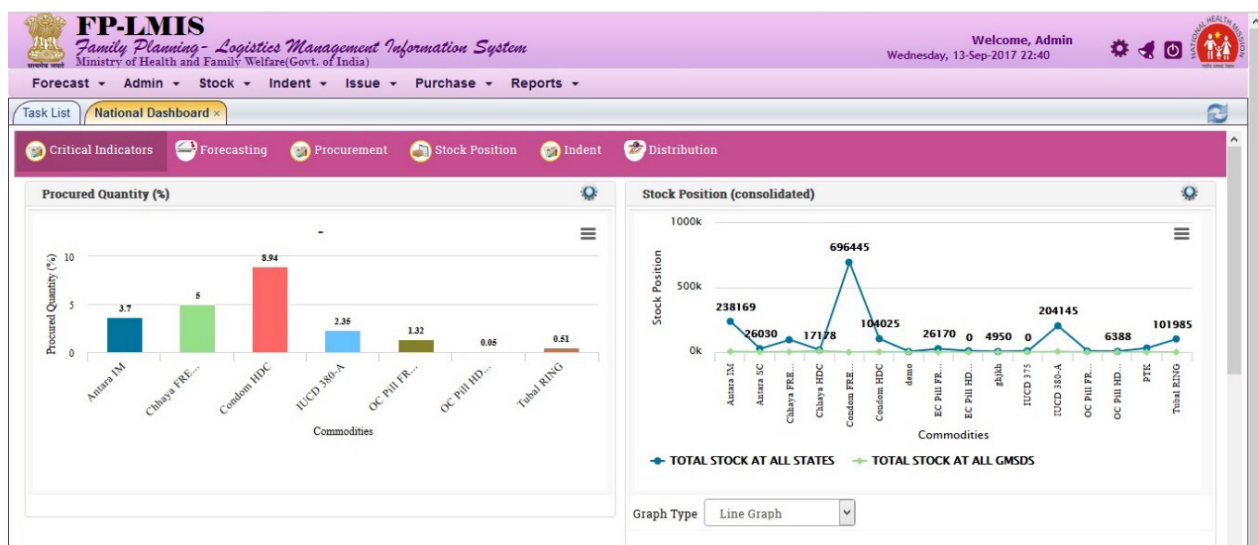 FP-LMIS
Family Planning - Logistics Management Information System
Ministry of Health and Family Welfare(Govt. of India)
Welcome, Admin
Wednesday, 13-Sep-2017 22:40
NATIONAL HEALTH MISSION
Forecast Admin Stock Indent Issue Purchase Reports
Task List National Dashboard ×
Critical Indicators Forecasting Procurement Stock Position Indent Distribution
Procured Quantity (%)
-
Procured Quantity (%)
10
5
0
3.7
5
8.94
2.35
1.32
0.05
0.51
Antara IM
Chhaya FRE...
Condom HDC
IUCD 380-A
OC Pill FR...
OC Pill HD...
Tubal RING
Commodities
Stock Position (consolidated)
Stock Position
1000k
500k
0k
238169
26030
17178
696445
104025
26170
0
4950
0
204145
6388
101985
Antara IM
Antara SC
Chhaya FRE...
Chhaya HDC
Condom FRE...
Condom HDC
demo
EC Pill FR...
EC Pill HD...
ghjkh
IUCD 375
IUCD 380-A
OC Pill FR...
OC Pill HD...
PTK
Tubal RING
Commodities
TOTAL STOCK AT ALL STATES TOTAL STOCK AT ALL GMSDS
Graph Type Line Graph